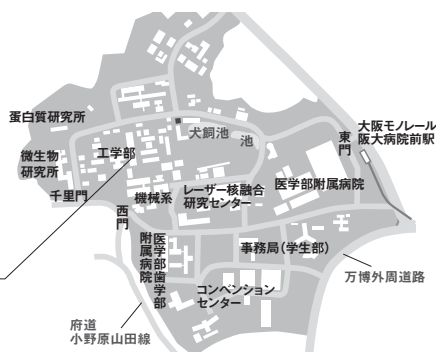 蛋白質研究所
微生物
研究所
千里門
工学部
犬飼池
池
東門
大阪モノレール
阪大病院前駅
機械系
レーザー核融合
研究センター
医学部附属病院
西門
医学部歯学部
附属病院
事務局(学生部)
コンベンション
センター
万博外周道路
府道
小野原山田線